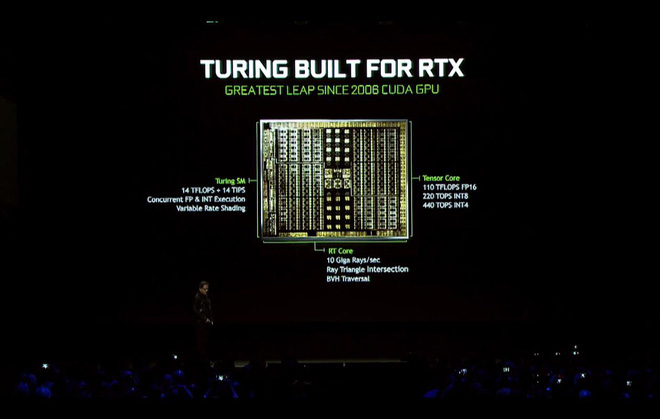 TURING BUILT FOR RTX
GREATEST LEAP SINCE 2006 CUDA GPU
Turing SM
14 TFLOPS + 14 TIPS
Concurrent FP & INT Execution
Variable Rate Shading
Tensor Core
110 TFLOPS FP16
220 TOPS INT8
440 TOPS INT4
RT Core
10 Giga Rays/sec
Ray Triangle Intersection
BVH Traversal